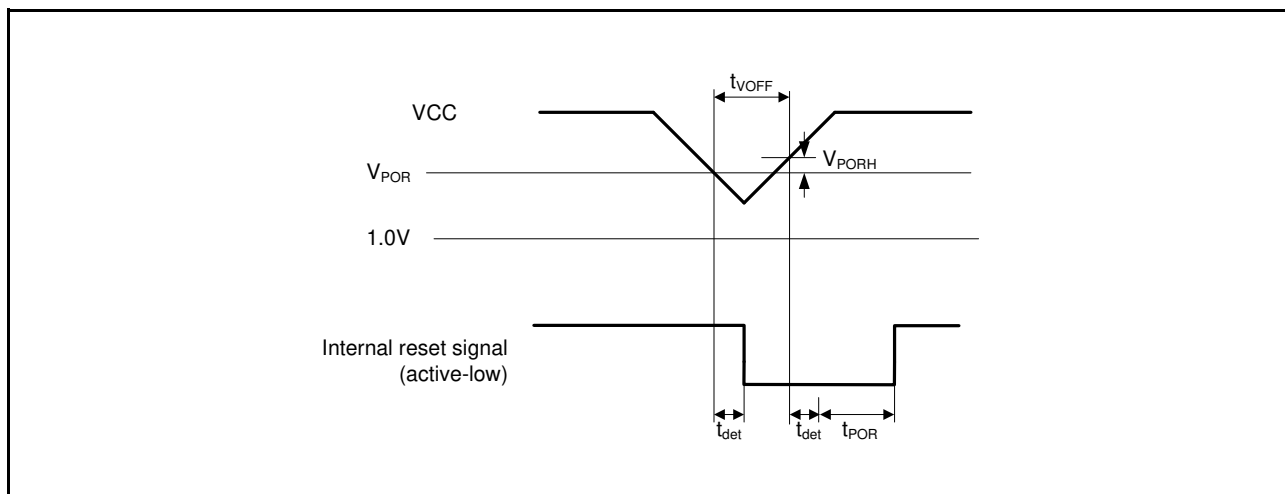 tVOFF
VCC
VPORH
VPOR
1.0V
Internal reset signal
(active-low)
tdet
tdet
tPOR